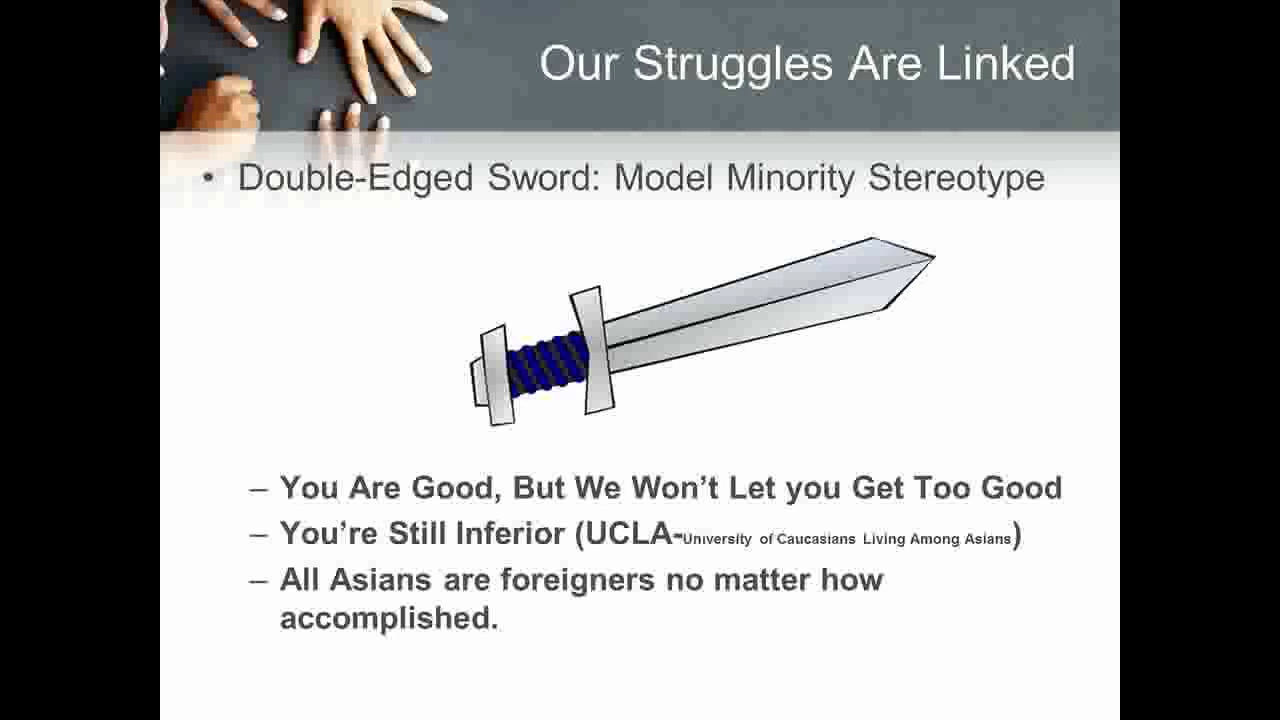 Our Struggles Are Linked
• Double-Edged Sword: Model Minority Stereotype
– You Are Good, But We Won’t Let you Get Too Good
– You’re Still Inferior (UCLA-University of Caucasians Living Among Asians)
– All Asians are foreigners no matter how
accomplished.